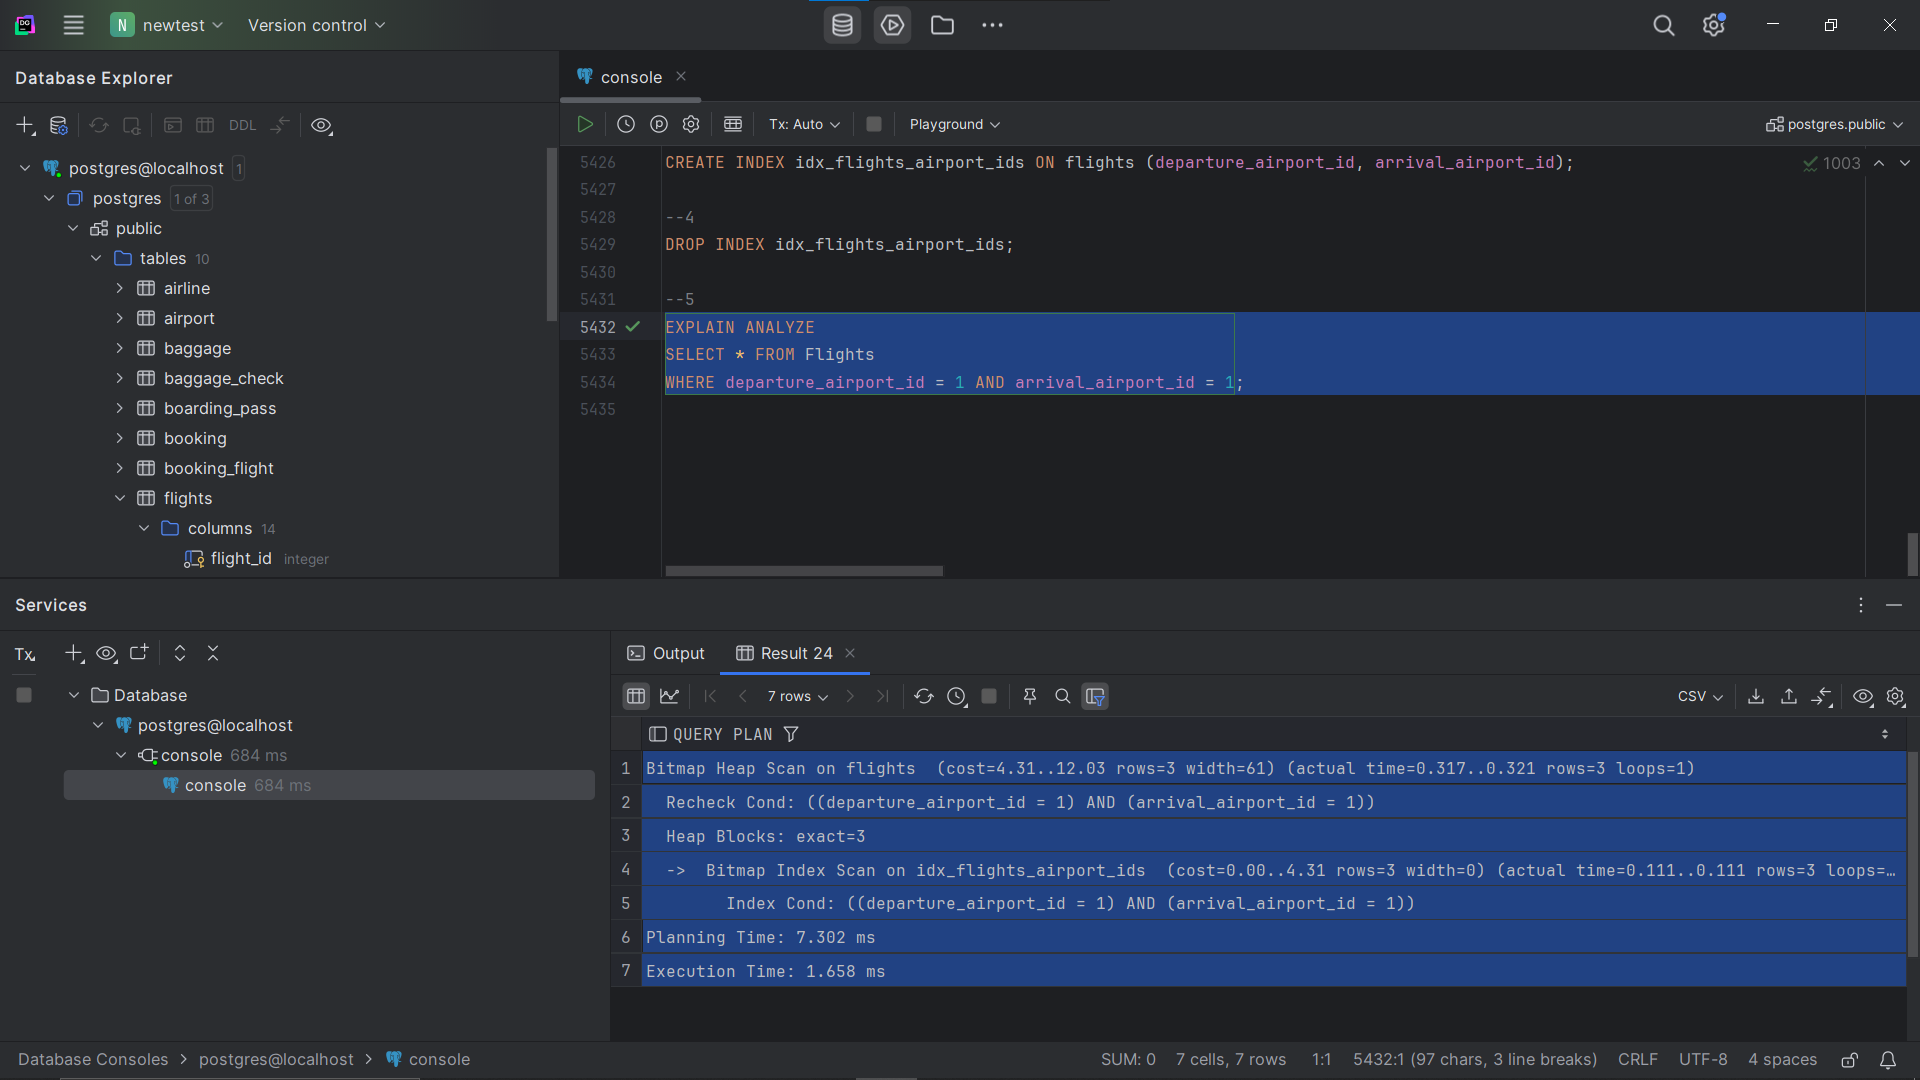 N newtest Version control
Database Explorer
console
DDL
Tx: Auto Playground postgres.public
postgres@localhost 1
postgres 1 of 3
public
tables 10
airline
airport
baggage
baggage_check
boarding_pass
booking
booking_flight
flights
columns 14
flight_id integer
5426 CREATE INDEX idx_flights_airport_ids ON flights (departure_airport_id, arrival_airport_id); 1003
5427
5428 --4
5429 DROP INDEX idx_flights_airport_ids;
5430
5431 --5
5432 EXPLAIN ANALYZE
5433 SELECT * FROM Flights
5434 WHERE departure_airport_id = 1 AND arrival_airport_id = 1;
5435
Services
Tx
Database
postgres@localhost
console 684 ms
console 684 ms
Output Result 24
7 rows CSV
QUERY PLAN
1 Bitmap Heap Scan on flights (cost=4.31..12.03 rows=3 width=61) (actual time=0.317..0.321 rows=3 loops=1)
2 Recheck Cond: ((departure_airport_id = 1) AND (arrival_airport_id = 1))
3 Heap Blocks: exact=3
4 -> Bitmap Index Scan on idx_flights_airport_ids (cost=0.00..4.31 rows=3 width=0) (actual time=0.111..0.111 rows=3 loops=…
5 Index Cond: ((departure_airport_id = 1) AND (arrival_airport_id = 1))
6 Planning Time: 7.302 ms
7 Execution Time: 1.658 ms
Database Consoles > postgres@localhost > console SUM: 0 7 cells, 7 rows 1:1 5432:1 (97 chars, 3 line breaks) CRLF UTF-8 4 spaces